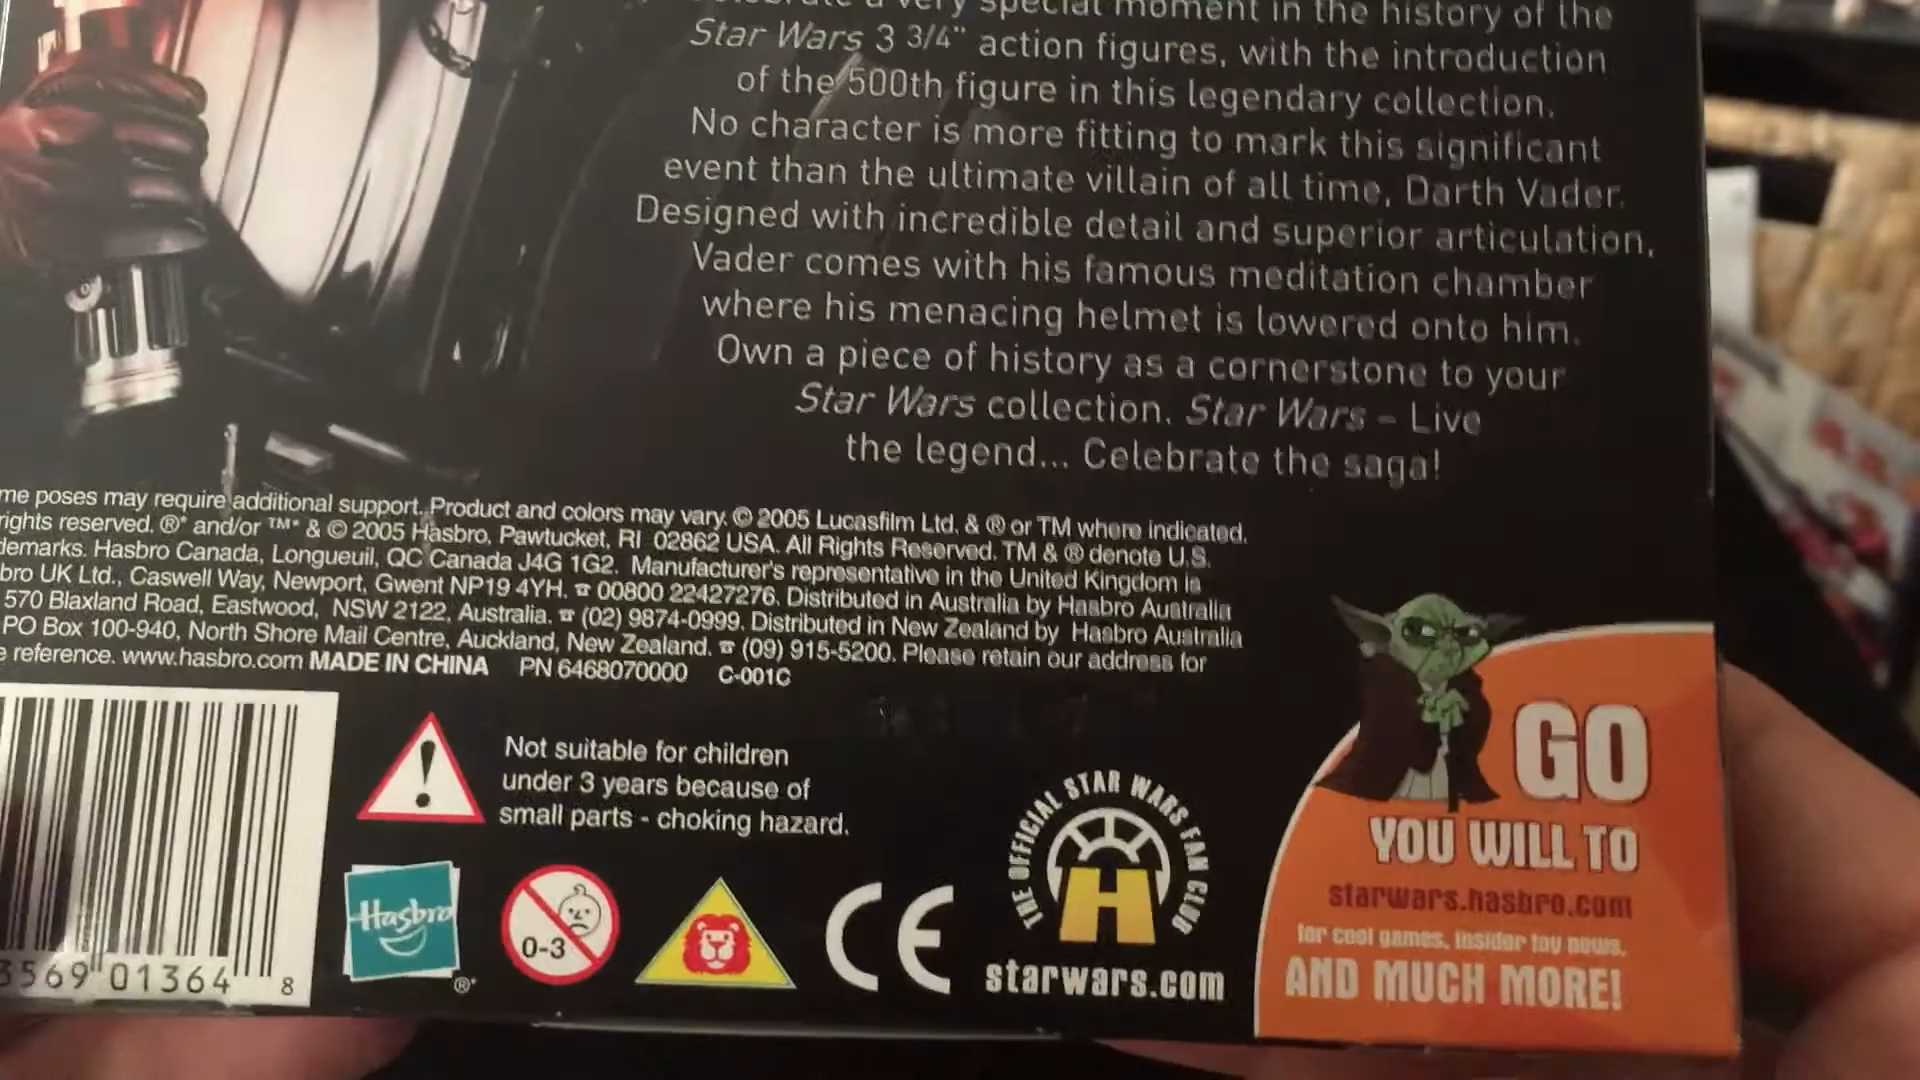 a very special moment in the history of the
Star Wars 3 3/4" action figures, with the introduction
of the 500th figure in this legendary collection.
No character is more fitting to mark this significant
event than the ultimate villain of all time, Darth Vader.
Designed with incredible detail and superior articulation,
Vader comes with his famous meditation chamber
where his menacing helmet is lowered onto him.
Own a piece of history as a cornerstone to your
Star Wars collection. Star Wars – Live
the legend... Celebrate the saga!
me poses may require additional support. Product and colors may vary. © 2005 Lucasfilm Ltd. & ® or TM where indicated.
rights reserved. ®* and/or ™* & © 2005 Hasbro, Pawtucket, RI 02862 USA. All Rights Reserved. TM & ® denote U.S.
demarks. Hasbro Canada, Longueuil, QC Canada J4G 1G2. Manufacturer's representative in the United Kingdom is
bro UK Ltd., Caswell Way, Newport, Gwent NP19 4YH. ☎ 00800 22427276. Distributed in Australia by Hasbro Australia
570 Blaxland Road, Eastwood, NSW 2122, Australia. ☎ (02) 9874-0999. Distributed in New Zealand by Hasbro Australia
PO Box 100-940, North Shore Mail Centre, Auckland, New Zealand. ☎ (09) 915-5200. Please retain our address for
e reference. www.hasbro.com MADE IN CHINA PN 6468070000 C-001C
Not suitable for children
under 3 years because of
small parts - choking hazard.
3569 01364 8
Hasbro
®*
0-3
CE
THE OFFICIAL STAR WARS FAN CLUB
H
starwars.com
GO
YOU WILL TO
starwars.hasbro.com
for cool games, insider toy news,
AND MUCH MORE!